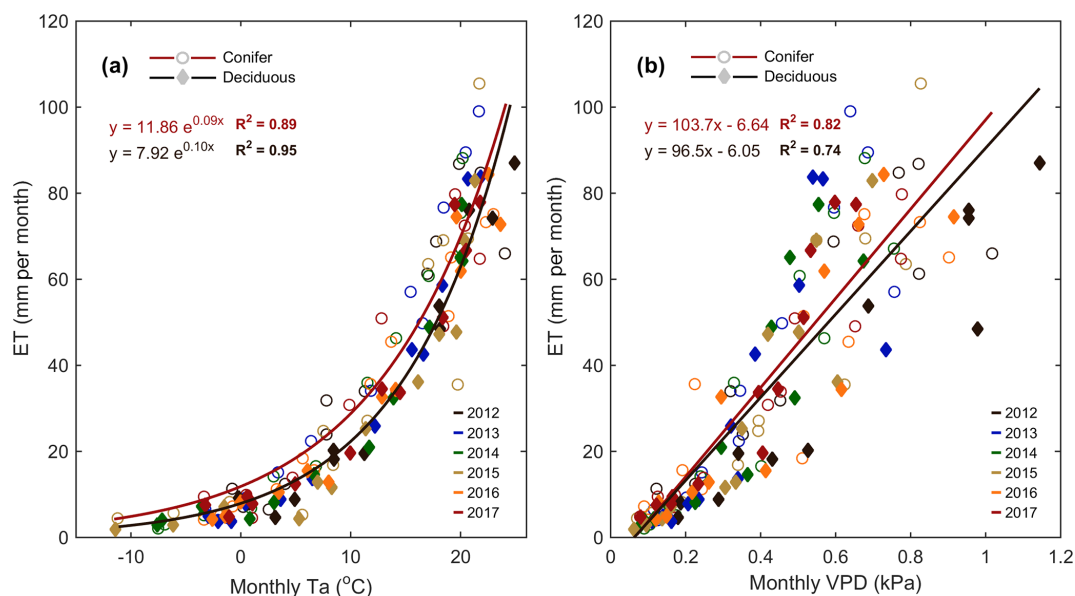 (a)
Conifer
Deciduous
y = 11.86 e^0.09x R² = 0.89
y = 7.92 e^0.10x R² = 0.95
120
100
80
60
40
20
0
ET (mm per month)
-10 0 10 20
Monthly Ta (°C)
2012
2013
2014
2015
2016
2017
(b)
Conifer
Deciduous
y = 103.7x - 6.64 R² = 0.82
y = 96.5x - 6.05 R² = 0.74
120
100
80
60
40
20
0
ET (mm per month)
0 0.2 0.4 0.6 0.8 1 1.2
Monthly VPD (kPa)
2012
2013
2014
2015
2016
2017